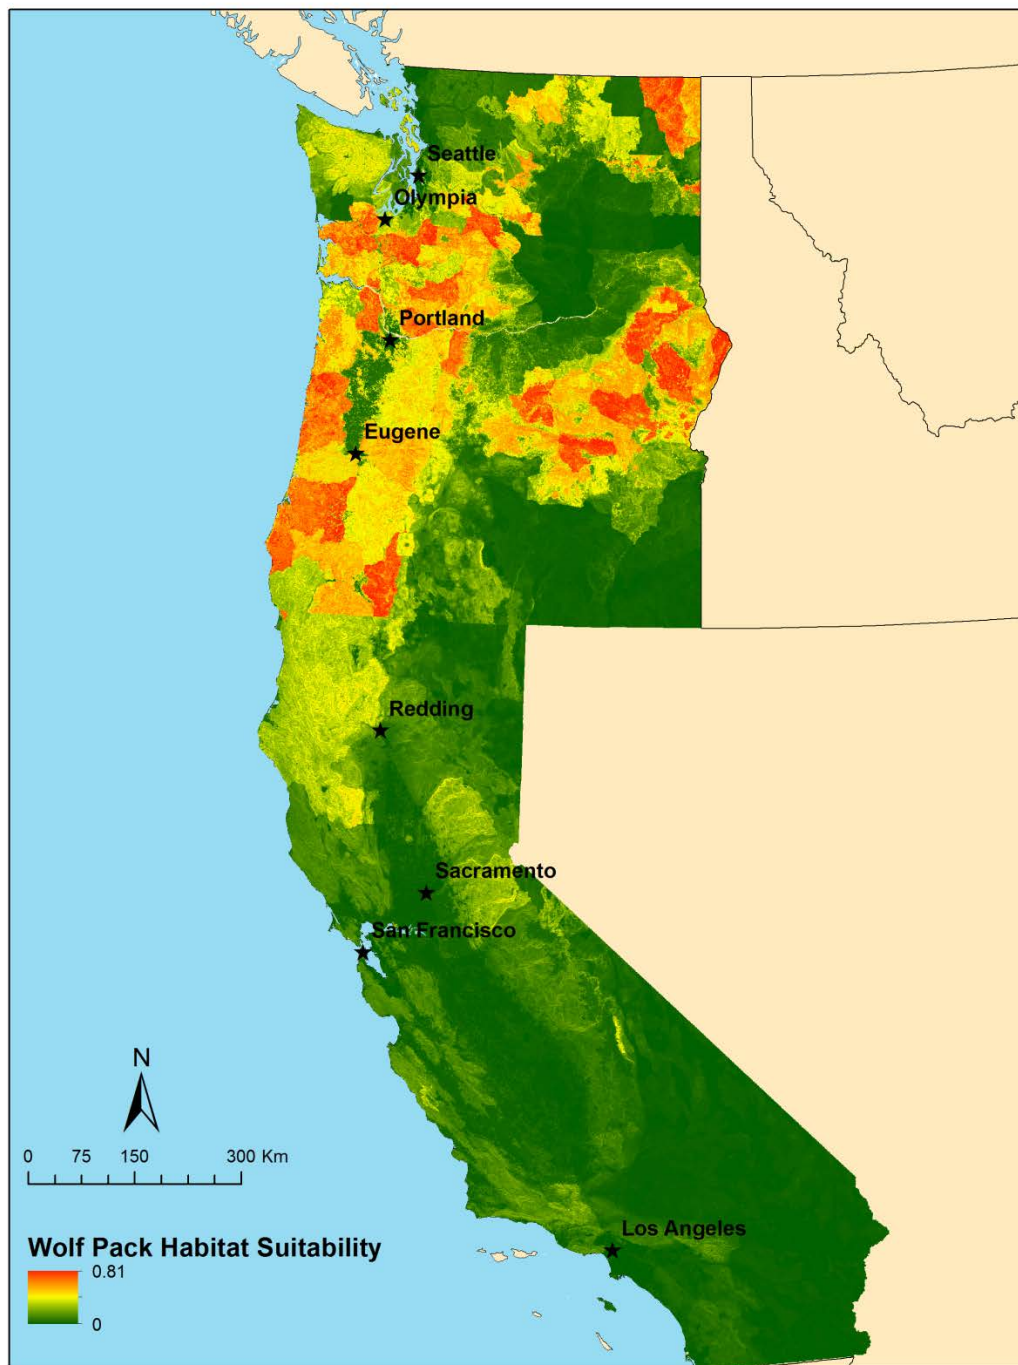 Seattle
Olympia
Portland
Eugene
Redding
Sacramento
San Francisco
N
0 75 150 300 Km
Los Angeles
Wolf Pack Habitat Suitability
0.81
0